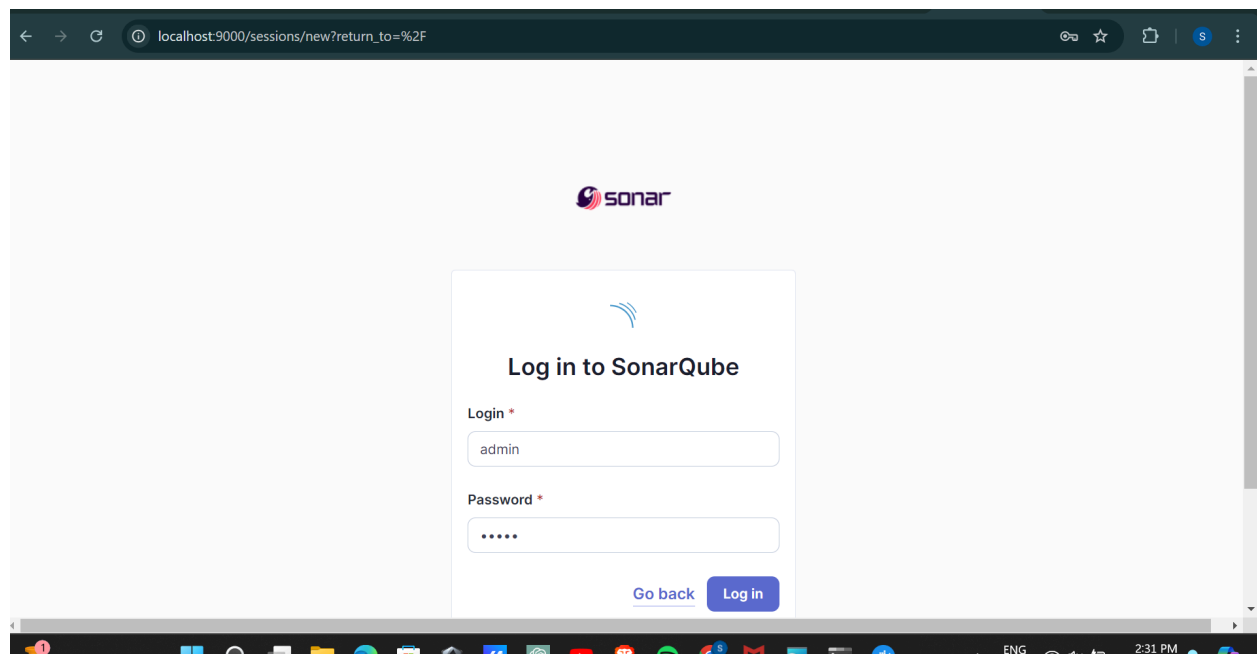 localhost:9000/sessions/new?return_to=%2F
S
sonar
Log in to SonarQube
Login *
admin
Password *
•••••
Go back
Log in
1
S
ENG
2:31 PM